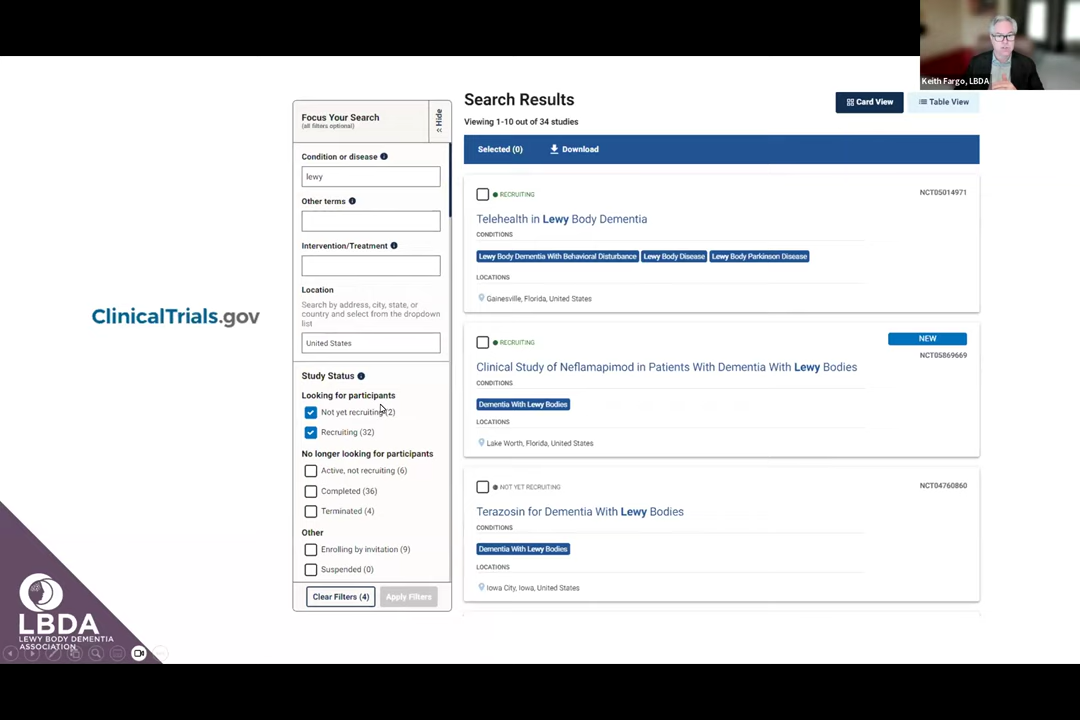 Keith Fargo, LBDA
ClinicalTrials.gov
Focus Your Search
(all filters optional)
Hide
Condition or disease
lewy
Other terms
Intervention/Treatment
Location
Search by address, city, state, or
country and select from the dropdown
list
United States
Study Status
Looking for participants
Not yet recruiting (2)
Recruiting (32)
No longer looking for participants
Active, not recruiting (6)
Completed (36)
Terminated (4)
Other
Enrolling by invitation (9)
Suspended (0)
Clear Filters (4)
Apply Filters
Search Results
Viewing 1-10 out of 34 studies
Card View
Table View
Selected (0)
Download
RECRUITING
NCT05014971
Telehealth in Lewy Body Dementia
CONDITIONS
Lewy Body Dementia With Behavioral Disturbance Lewy Body Disease Lewy Body Parkinson Disease
LOCATIONS
Gainesville, Florida, United States
RECRUITING
NEW
NCT05869669
Clinical Study of Neflamapimod in Patients With Dementia With Lewy Bodies
CONDITIONS
Dementia With Lewy Bodies
LOCATIONS
Lake Worth, Florida, United States
NOT YET RECRUITING
NCT04760860
Terazosin for Dementia With Lewy Bodies
CONDITIONS
Dementia With Lewy Bodies
LOCATIONS
Iowa City, Iowa, United States
LBDA
LEWY BODY DEMENTIA
ASSOCIATION